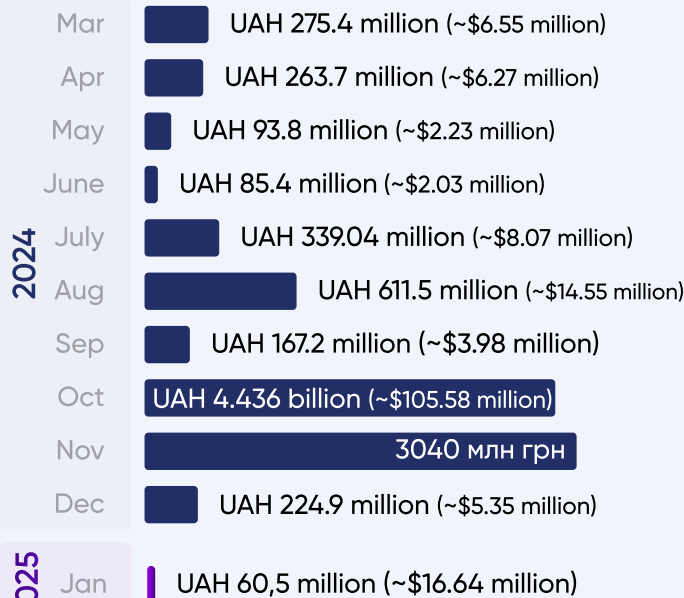 2024
Mar UAH 275.4 million (~$6.55 million)
Apr UAH 263.7 million (~$6.27 million)
May UAH 93.8 million (~$2.23 million)
June UAH 85.4 million (~$2.03 million)
July UAH 339.04 million (~$8.07 million)
Aug UAH 611.5 million (~$14.55 million)
Sep UAH 167.2 million (~$3.98 million)
Oct UAH 4.436 billion (~$105.58 million)
Nov 3040 млн грн
Dec UAH 224.9 million (~$5.35 million)
025
Jan UAH 60,5 million (~$16.64 million)